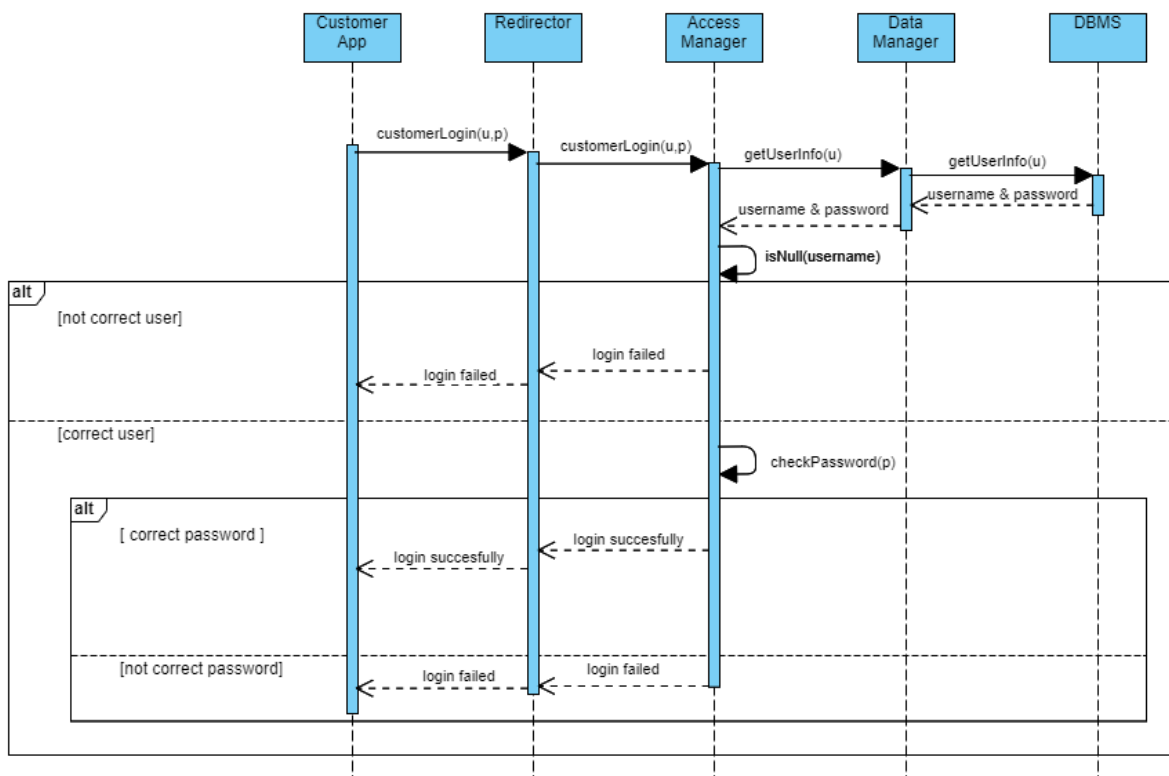 Customer
App
Redirector
Access
Manager
Data
Manager
DBMS
customerLogin(u,p)
customerLogin(u,p)
getUserInfo(u)
getUserInfo(u)
username & password
username & password
isNull(username)
alt
[not correct user]
login failed
login failed
[correct user]
checkPassword(p)
alt
[ correct password ]
login succesfully
login succesfully
[not correct password]
login failed
login failed